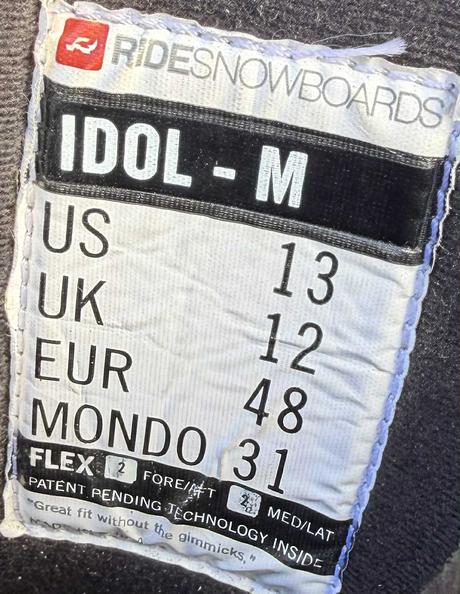 RIDESNOWBOARDS
IDOL - M
US 13
UK 12
EUR 48
MONDO 31
FLEX 2 FORE/AFT 2 MED/LAT
PATENT PENDING TECHNOLOGY INSIDE
"Great fit without the gimmicks."